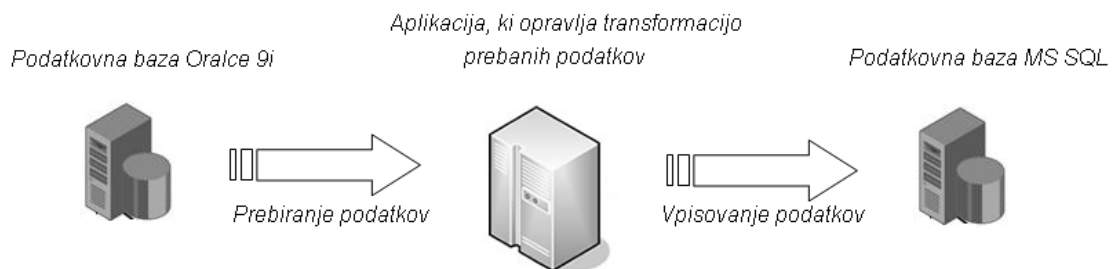 Aplikacija, ki opravlja transformacijo
prebanih podatkov
Podatkovna baza Oralce 9i
Podatkovna baza MS SQL
Prebiranje podatkov
Vpisovanje podatkov